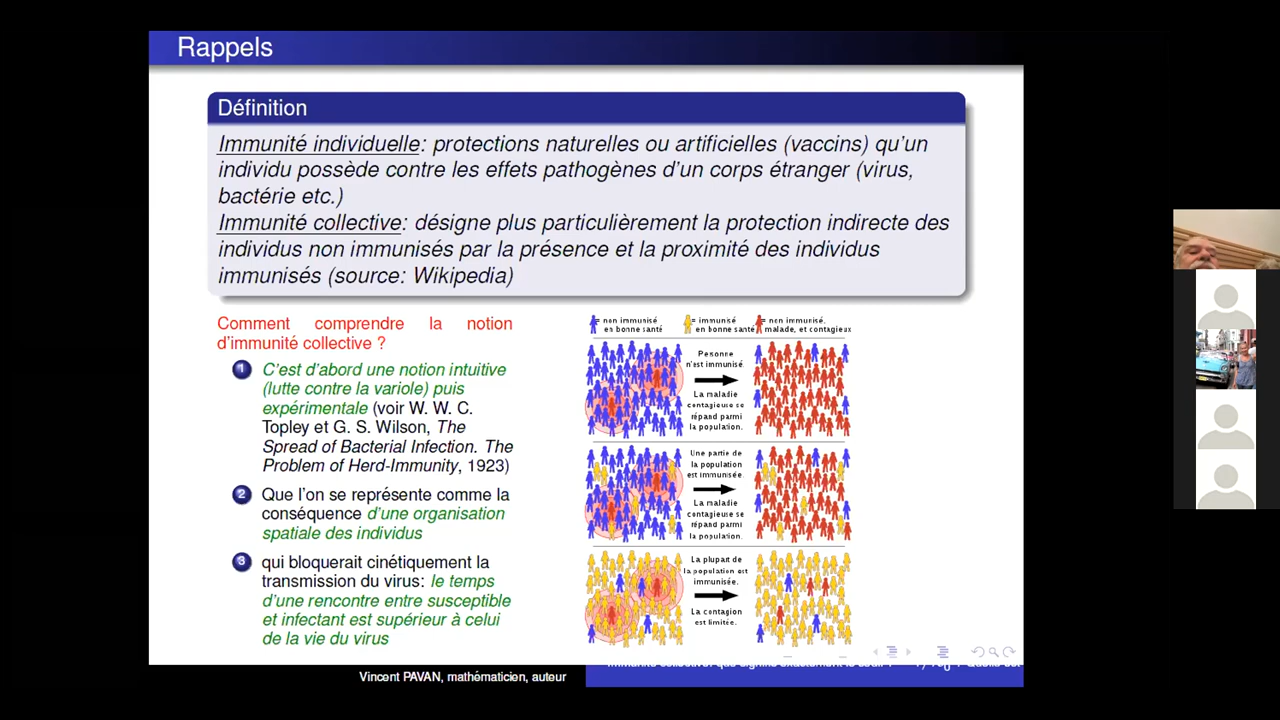 Rappels
Définition
Immunité individuelle: protections naturelles ou artificielles (vaccins) qu'un
individu possède contre les effets pathogènes d'un corps étranger (virus,
bactérie etc.)
Immunité collective: désigne plus particulièrement la protection indirecte des
individus non immunisés par la présence et la proximité des individus
immunisés (source: Wikipedia)
Comment comprendre la notion
d'immunité collective ?
1 C'est d'abord une notion intuitive
(lutte contre la variole) puis
expérimentale (voir W. W. C.
Topley et G. S. Wilson, The
Spread of Bacterial Infection. The
Problem of Herd-Immunity, 1923)
2 Que l'on se représente comme la
conséquence d'une organisation
spatiale des individus
3 qui bloquerait cinétiquement la
transmission du virus: le temps
d'une rencontre entre susceptible
et infectant est supérieur à celui
de la vie du virus
= non immunisé
en bonne santé
= immunisé
en bonne santé
= non immunisé,
malade, et contagieux
Personne
n'est immunisé.
La maladie
contagieuse se
répand parmi
la population.
Une partie de
la population
est immunisée.
La maladie
contagieuse se
répand parmi
la population.
La plupart de
la population est
immunisée.
La contagion
est limitée.
Vincent PAVAN, mathématicien, auteur